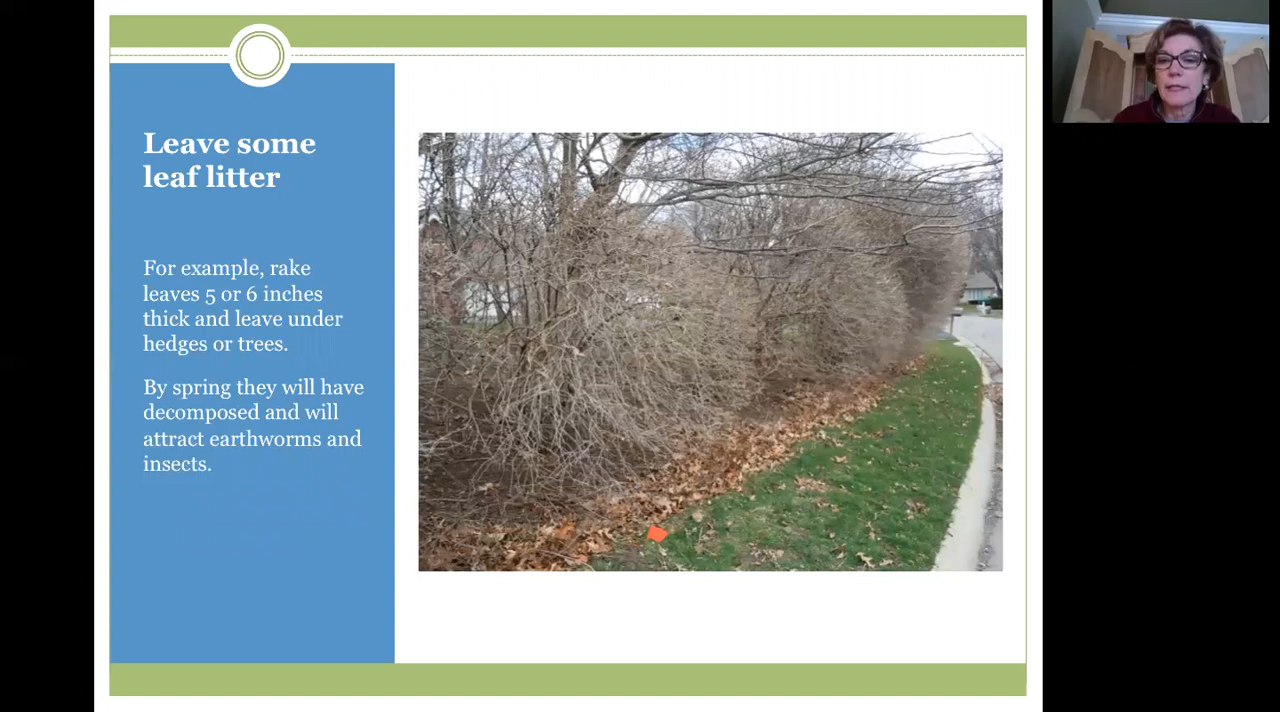 Leave some
leaf litter
For example, rake
leaves 5 or 6 inches
thick and leave under
hedges or trees.
By spring they will have
decomposed and will
attract earthworms and
insects.